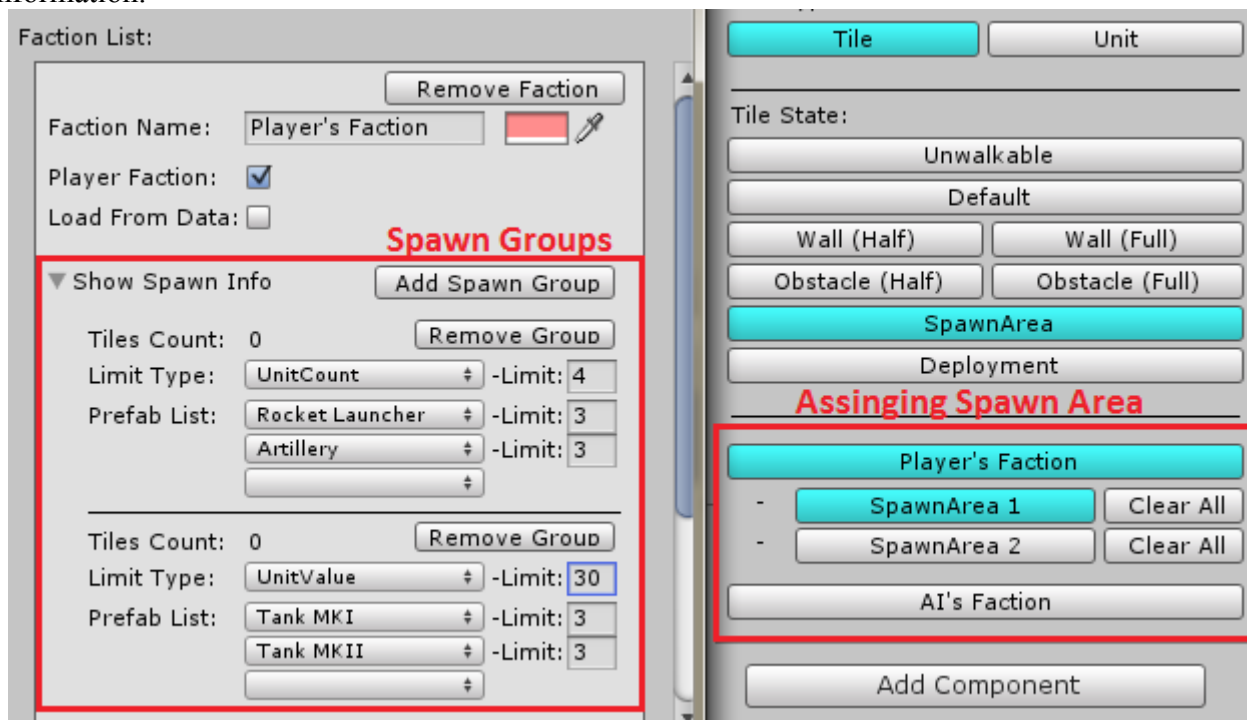 Faction List:
Remove Faction
Faction Name: Player's Faction
Player Faction:
Load From Data:
Spawn Groups
Show Spawn Info Add Spawn Group
Tiles Count: 0 Remove Group
Limit Type: UnitCount -Limit: 4
Prefab List: Rocket Launcher -Limit: 3
Artillery -Limit: 3
Tiles Count: 0 Remove Group
Limit Type: UnitValue -Limit: 30
Prefab List: Tank MKI -Limit: 3
Tank MKII -Limit: 3
Tile Unit
Tile State:
Unwalkable
Default
Wall (Half) Wall (Full)
Obstacle (Half) Obstacle (Full)
SpawnArea
Deployment
Assinging Spawn Area
Player's Faction
- SpawnArea 1 Clear All
- SpawnArea 2 Clear All
AI's Faction
Add Component